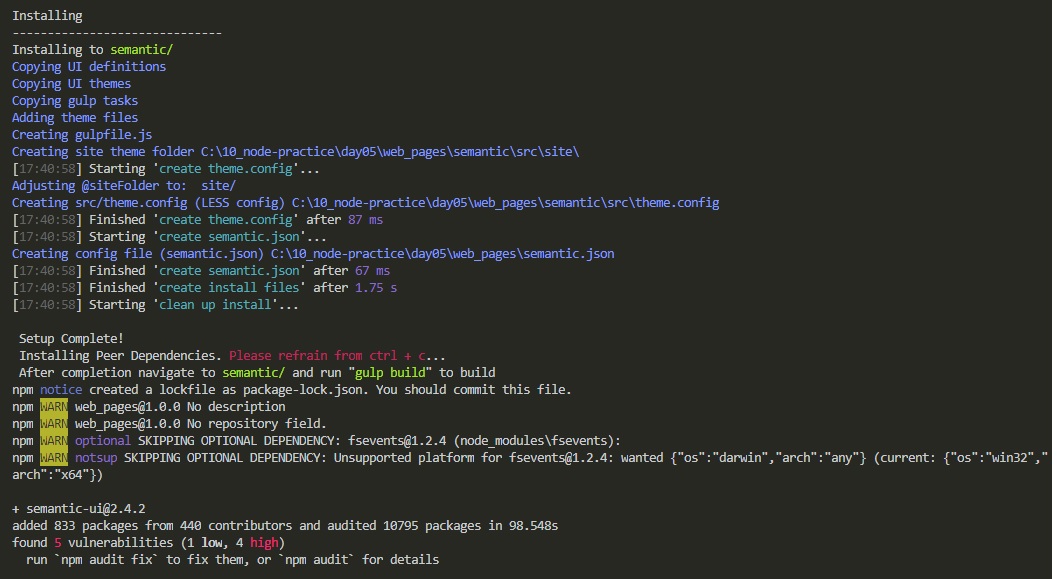 Installing
------------------------------
Installing to semantic/
Copying UI definitions
Copying UI themes
Copying gulp tasks
Adding theme files
Creating gulpfile.js
Creating site theme folder C:\10_node-practice\day05\web_pages\semantic\src\site\
[17:40:58] Starting 'create theme.config'...
Adjusting @siteFolder to:  site/
Creating src/theme.config (LESS config) C:\10_node-practice\day05\web_pages\semantic\src\theme.config
[17:40:58] Finished 'create theme.config' after 87 ms
[17:40:58] Starting 'create semantic.json'...
Creating config file (semantic.json) C:\10_node-practice\day05\web_pages\semantic.json
[17:40:58] Finished 'create semantic.json' after 67 ms
[17:40:58] Finished 'create install files' after 1.75 s
[17:40:58] Starting 'clean up install'...
Setup Complete!
Installing Peer Dependencies. Please refrain from ctrl + c...
After completion navigate to semantic/ and run "gulp build" to build
npm notice created a lockfile as package-lock.json. You should commit this file.
npm WARN web_pages@1.0.0 No description
npm WARN web_pages@1.0.0 No repository field.
npm WARN optional SKIPPING OPTIONAL DEPENDENCY: fsevents@1.2.4 (node_modules\fsevents):
npm WARN notsup SKIPPING OPTIONAL DEPENDENCY: Unsupported platform for fsevents@1.2.4: wanted {"os":"darwin","arch":"any"} (current: {"os":"win32","
arch":"x64"})
+ semantic-ui@2.4.2
added 833 packages from 440 contributors and audited 10795 packages in 98.548s
found 5 vulnerabilities (1 low, 4 high)
run `npm audit fix` to fix them, or `npm audit` for details